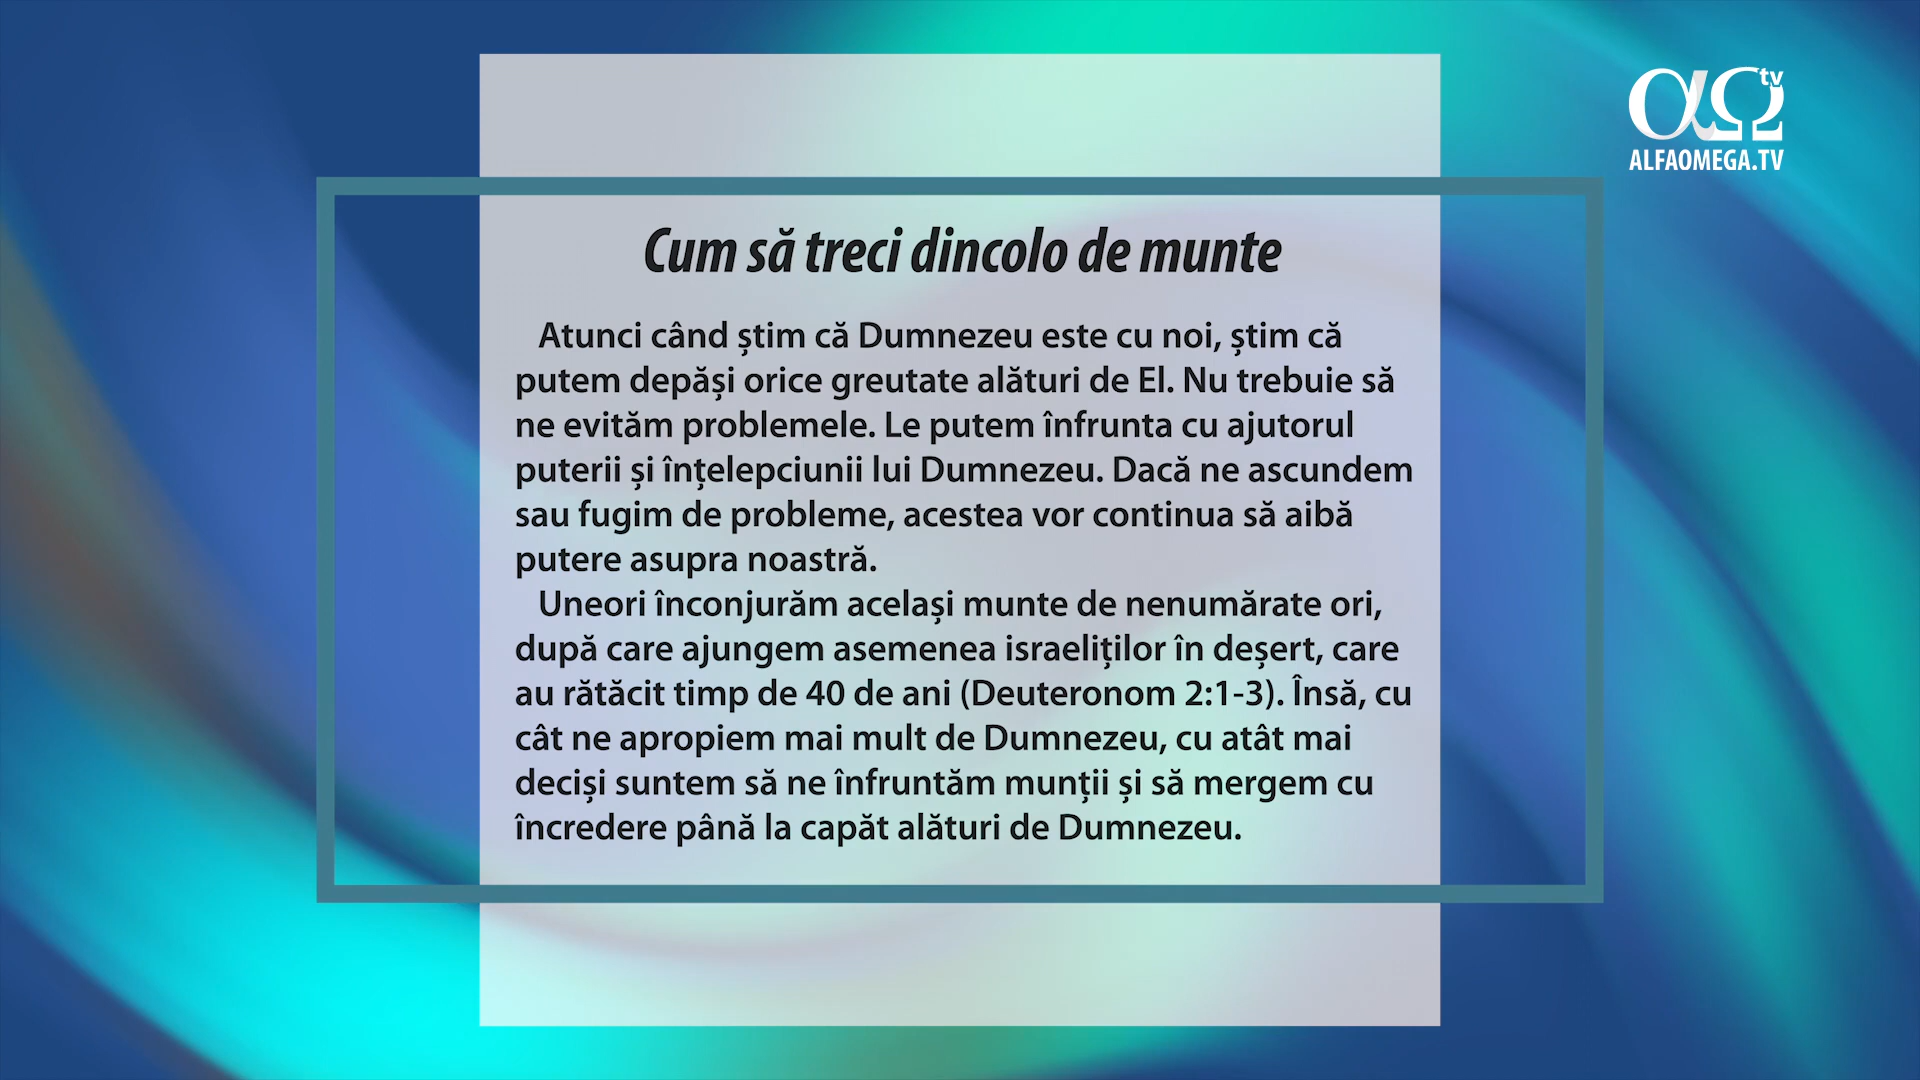 αΩ tv
ALFAOMEGA.TV
Cum să treci dincolo de munte
Atunci când știm că Dumnezeu este cu noi, știm că
putem depăși orice greutate alături de El. Nu trebuie să
ne evităm problemele. Le putem înfrunta cu ajutorul
puterii și înțelepciunii lui Dumnezeu. Dacă ne ascundem
sau fugim de probleme, acestea vor continua să aibă
putere asupra noastră.
Uneori înconjurăm același munte de nenumărate ori,
după care ajungem asemenea israeliților în deșert, care
au rătăcit timp de 40 de ani (Deuteronom 2:1-3). Însă, cu
cât ne apropiem mai mult de Dumnezeu, cu atât mai
deciși suntem să ne înfruntăm munții și să mergem cu
încredere până la capăt alături de Dumnezeu.